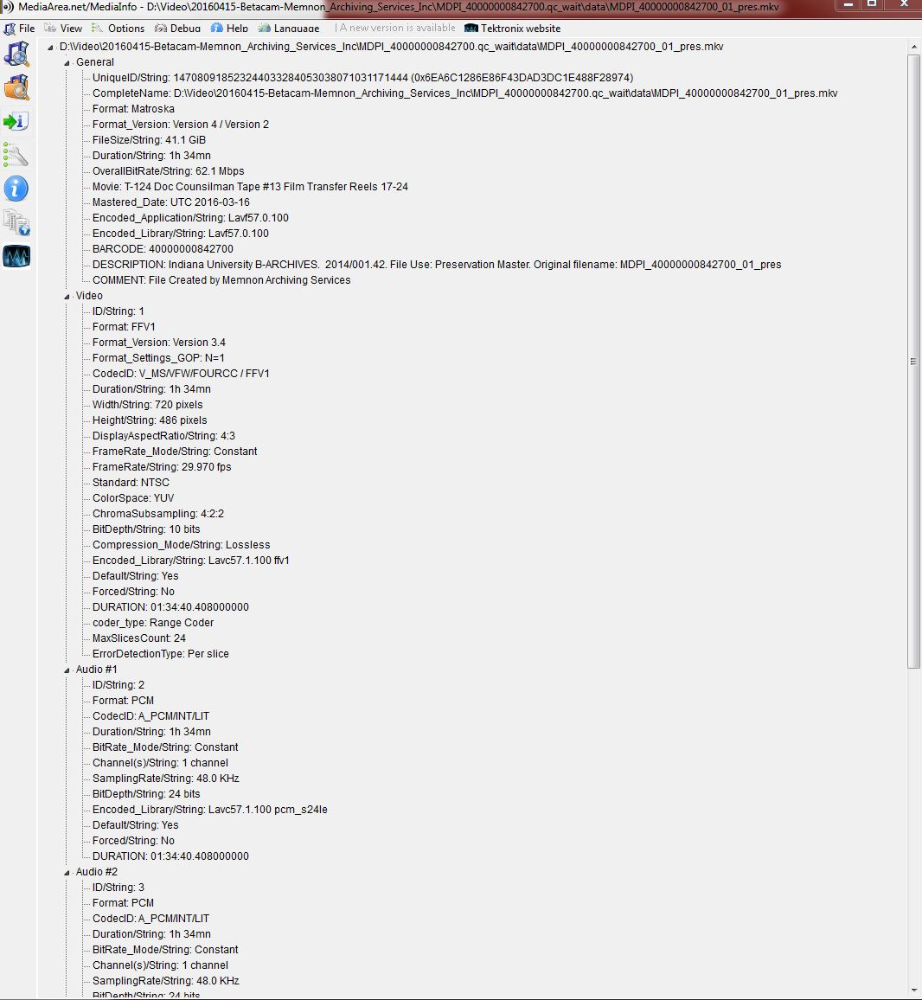 MediaArea.net/MediaInfo - D:\Video\20160415-Betacam-Memnon_Archiving_Services_Inc\MDPI_40000000842700.qc_wait\data\MDPI_40000000842700_01_pres.mkv
File View Options Debug Help Language | A new version is available Tektronix website
D:\Video\20160415-Betacam-Memnon_Archiving_Services_Inc\MDPI_40000000842700.qc_wait\data\MDPI_40000000842700_01_pres.mkv
General
UniqueID/String: 147080918523244033284053038071031171444 (0x6EA6C1286E86F43DAD3DC1E488F28974)
CompleteName: D:\Video\20160415-Betacam-Memnon_Archiving_Services_Inc\MDPI_40000000842700.qc_wait\data\MDPI_40000000842700_01_pres.mkv
Format: Matroska
Format_Version: Version 4 / Version 2
FileSize/String: 41.1 GiB
Duration/String: 1h 34mn
OverallBitRate/String: 62.1 Mbps
Movie: T-124 Doc Counsilman Tape #13 Film Transfer Reels 17-24
Mastered_Date: UTC 2016-03-16
Encoded_Application/String: Lavf57.0.100
Encoded_Library/String: Lavf57.0.100
BARCODE: 40000000842700
DESCRIPTION: Indiana University B-ARCHIVES.  2014/001.42. File Use: Preservation Master. Original filename: MDPI_40000000842700_01_pres
COMMENT: File Created by Memnon Archiving Services
Video
ID/String: 1
Format: FFV1
Format_Version: Version 3.4
Format_Settings_GOP: N=1
CodecID: V_MS/VFW/FOURCC / FFV1
Duration/String: 1h 34mn
Width/String: 720 pixels
Height/String: 486 pixels
DisplayAspectRatio/String: 4:3
FrameRate_Mode/String: Constant
FrameRate/String: 29.970 fps
Standard: NTSC
ColorSpace: YUV
ChromaSubsampling: 4:2:2
BitDepth/String: 10 bits
Compression_Mode/String: Lossless
Encoded_Library/String: Lavc57.1.100 ffv1
Default/String: Yes
Forced/String: No
DURATION: 01:34:40.408000000
coder_type: Range Coder
MaxSlicesCount: 24
ErrorDetectionType: Per slice
Audio #1
ID/String: 2
Format: PCM
CodecID: A_PCM/INT/LIT
Duration/String: 1h 34mn
BitRate_Mode/String: Constant
Channel(s)/String: 1 channel
SamplingRate/String: 48.0 KHz
BitDepth/String: 24 bits
Encoded_Library/String: Lavc57.1.100 pcm_s24le
Default/String: Yes
Forced/String: No
DURATION: 01:34:40.408000000
Audio #2
ID/String: 3
Format: PCM
CodecID: A_PCM/INT/LIT
Duration/String: 1h 34mn
BitRate_Mode/String: Constant
Channel(s)/String: 1 channel
SamplingRate/String: 48.0 KHz
BitDepth/String: 24 bits